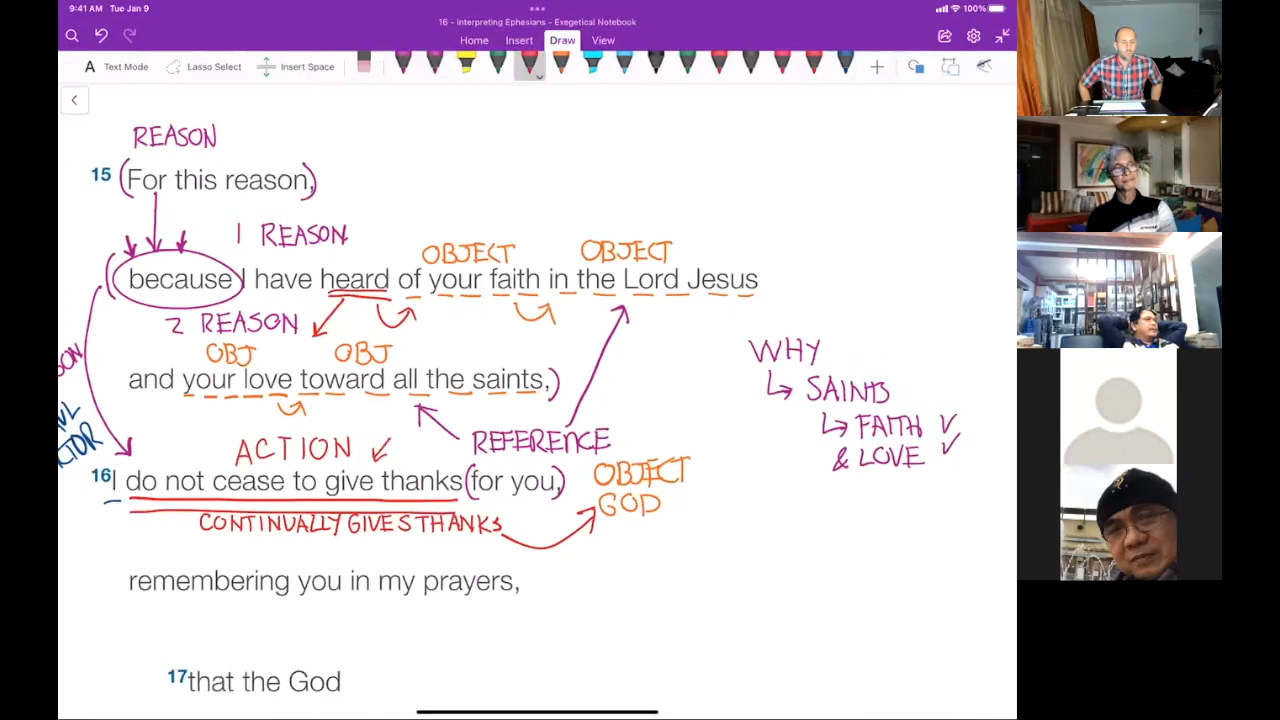 9:41 AM Tue Jan 9
100%
16 - Interpreting Ephesians - Exegetical Notebook
Home Insert Draw View
A Text Mode Lasso Select Insert Space
REASON
15 (For this reason,)
1 REASON
OBJECT OBJECT
(because I have heard of your faith in the Lord Jesus
2 REASON
OBJ OBJ
WHY
and your love toward all the saints,)
SAINTS
FAITH
& LOVE
REFERENCE
ACTION
OBJECT
16 I do not cease to give thanks (for you,)
GOD
CONTINUALLY GIVES THANKS
remembering you in my prayers,
17 that the God